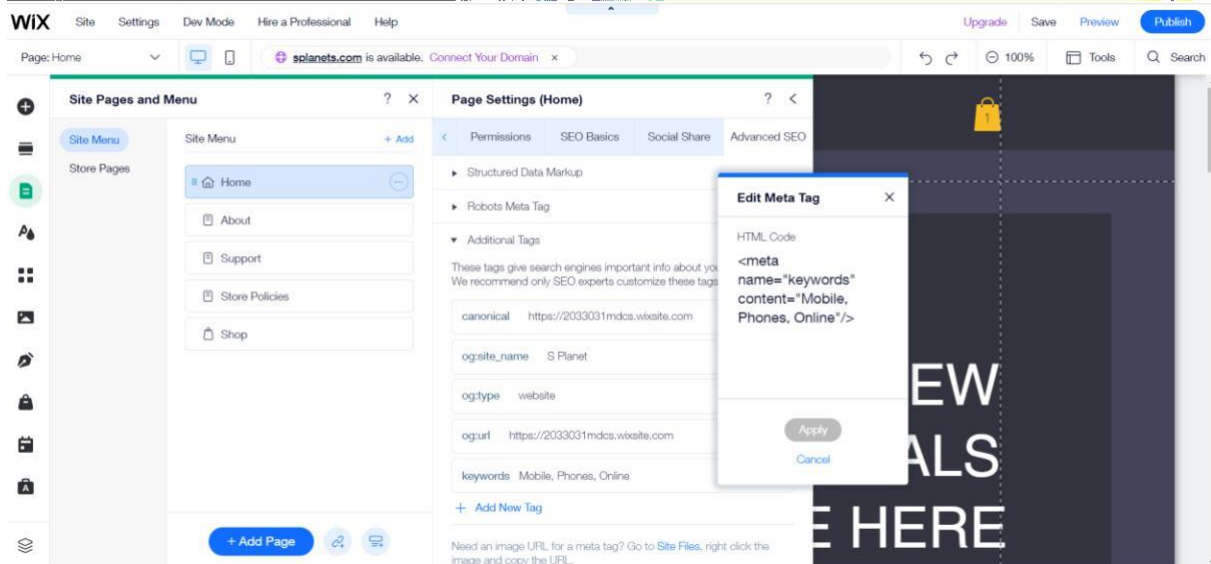 WiX Site Settings Dev Mode Hire a Professional Help Upgrade Save Preview Publish
Page: Home splanets.com is available. Connect Your Domain × 100% Tools Search
Site Pages and Menu ? ×
Site Menu
Store Pages
Site Menu + Add
Home
About
Support
Store Policies
Shop
+ Add Page
Page Settings (Home) ? <
< Permissions SEO Basics Social Share Advanced SEO
Structured Data Markup
Robots Meta Tag
Additional Tags
These tags give search engines important info about
We recommend only SEO experts customize these tags
canonical https://2033031mdcs.wixsite.com
og:site_name S Planet
og:type website
og:url https://2033031mdcs.wixsite.com
keywords Mobile, Phones, Online
+ Add New Tag
Need an image URL for a meta tag? Go to Site Files, right click the
image and copy the URL.
Edit Meta Tag ×
HTML Code
<meta
name="keywords"
content="Mobile,
Phones, Online"/>
Apply
Cancel
1
EW
ALS
E HERE